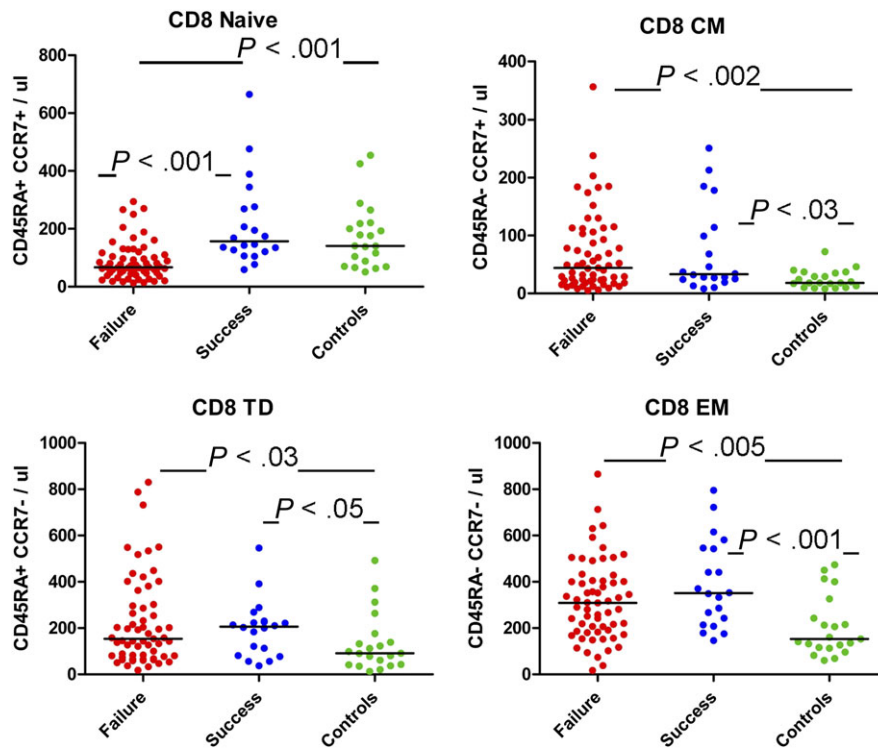 CD8 Naive
P < .001
P < .001
CD45RA+ CCR7+ / ul
800
600
400
200
0
Failure
Success
Controls
CD8 CM
P < .002
P < .03
CD45RA- CCR7+ / ul
400
300
200
100
0
Failure
Success
Controls
CD8 TD
P < .03
P < .05
CD45RA+ CCR7- / ul
1000
800
600
400
200
0
Failure
Success
Controls
CD8 EM
P < .005
P < .001
CD45RA- CCR7- / ul
1000
800
600
400
200
0
Failure
Success
Controls